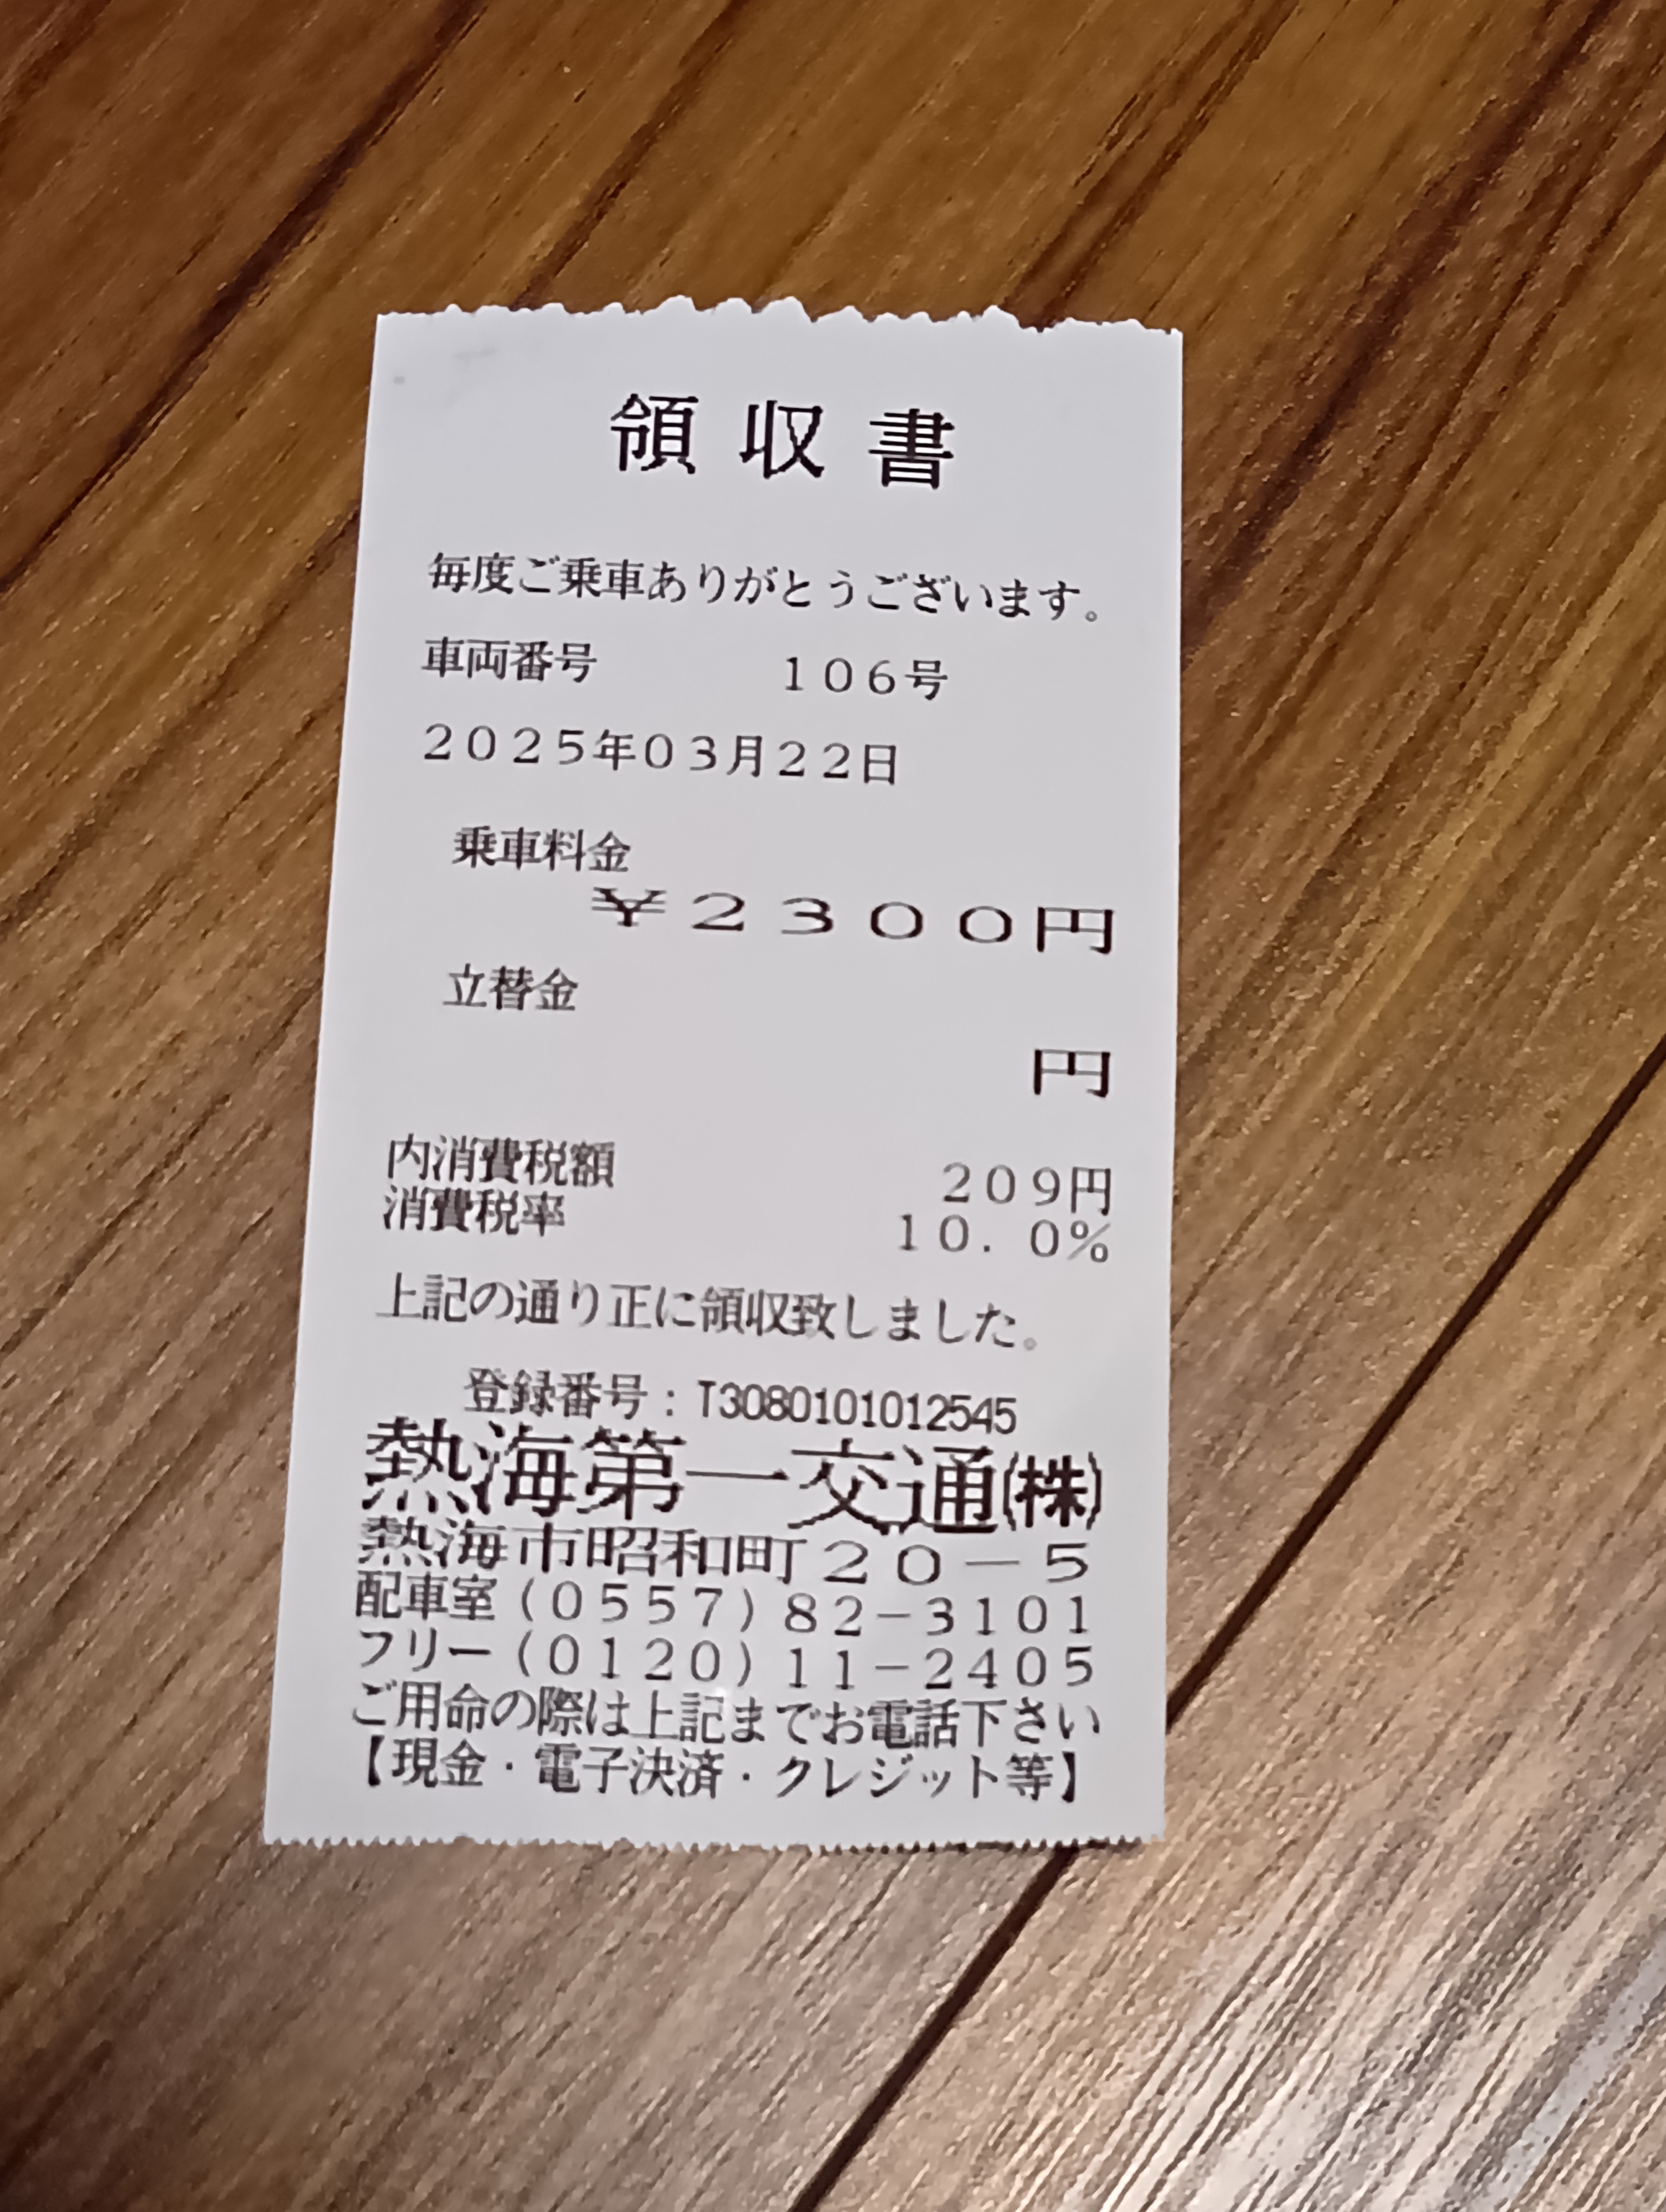 領収書
毎度ご乗車ありがとうございます。
車両番号 106号
2025年03月22日
乗車料金
¥2300円
立替金
円
内消費税額 209円
消費税率 10.0%
上記の通り正に領収致しました。
登録番号:T3080101012545
熱海第一交通㈱
熱海市昭和町20-5
配車室(0557)82-3101
フリー(0120)11-2405
ご用命の際は上記までお電話下さい
【現金・電子決済・クレジット等】